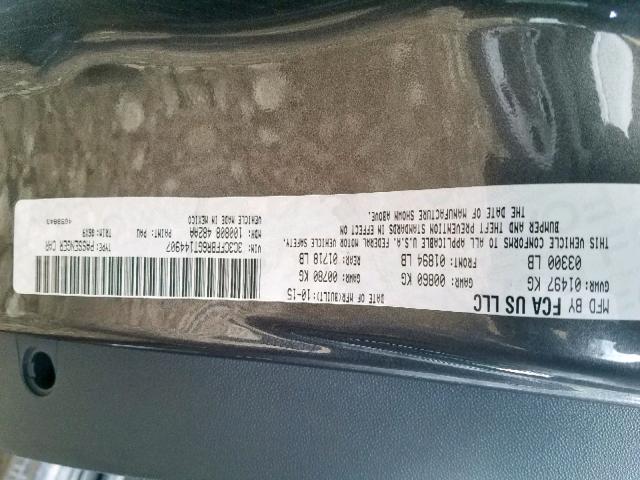 MFD BY FCA US LLC
DATE OF MFR(BUILT): 10-15
GVWR: 01497 KG
GAWR: 00860 KG
GAWR: 00780 KG
03300 LB
FRONT: 01894 LB
REAR: 01718 LB
THIS VEHICLE CONFORMS TO ALL APPLICABLE U.S.A. FEDERAL MOTOR VEHICLE SAFETY,
BUMPER AND THEFT PREVENTION STANDARDS IN EFFECT ON
THE DATE OF MANUFACTURE SHOWN ABOVE.
VIN: 3C3CFFBR6GT144907
TYPE: PASSENGER CAR
MDH: 100808 482AA
PAINT: PAU
TRIM: G6X9
VEHICLE MADE IN MEXICO